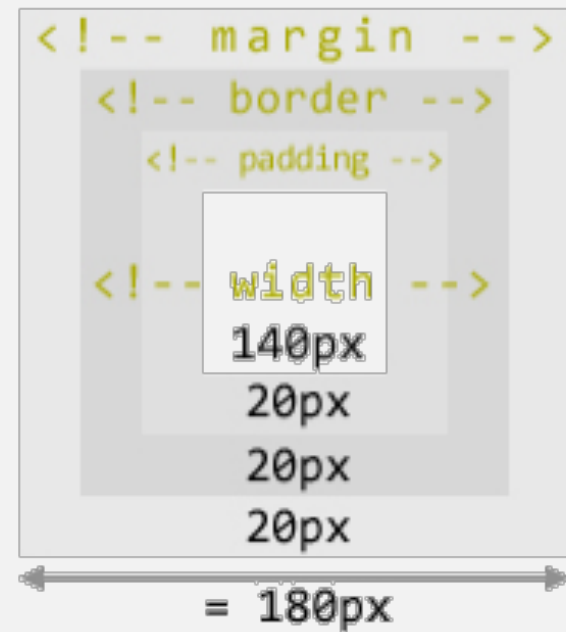 <!-- margin -->
<!-- border -->
<!-- padding -->
<!-- width -->
140px
20px
20px
20px
= 180px